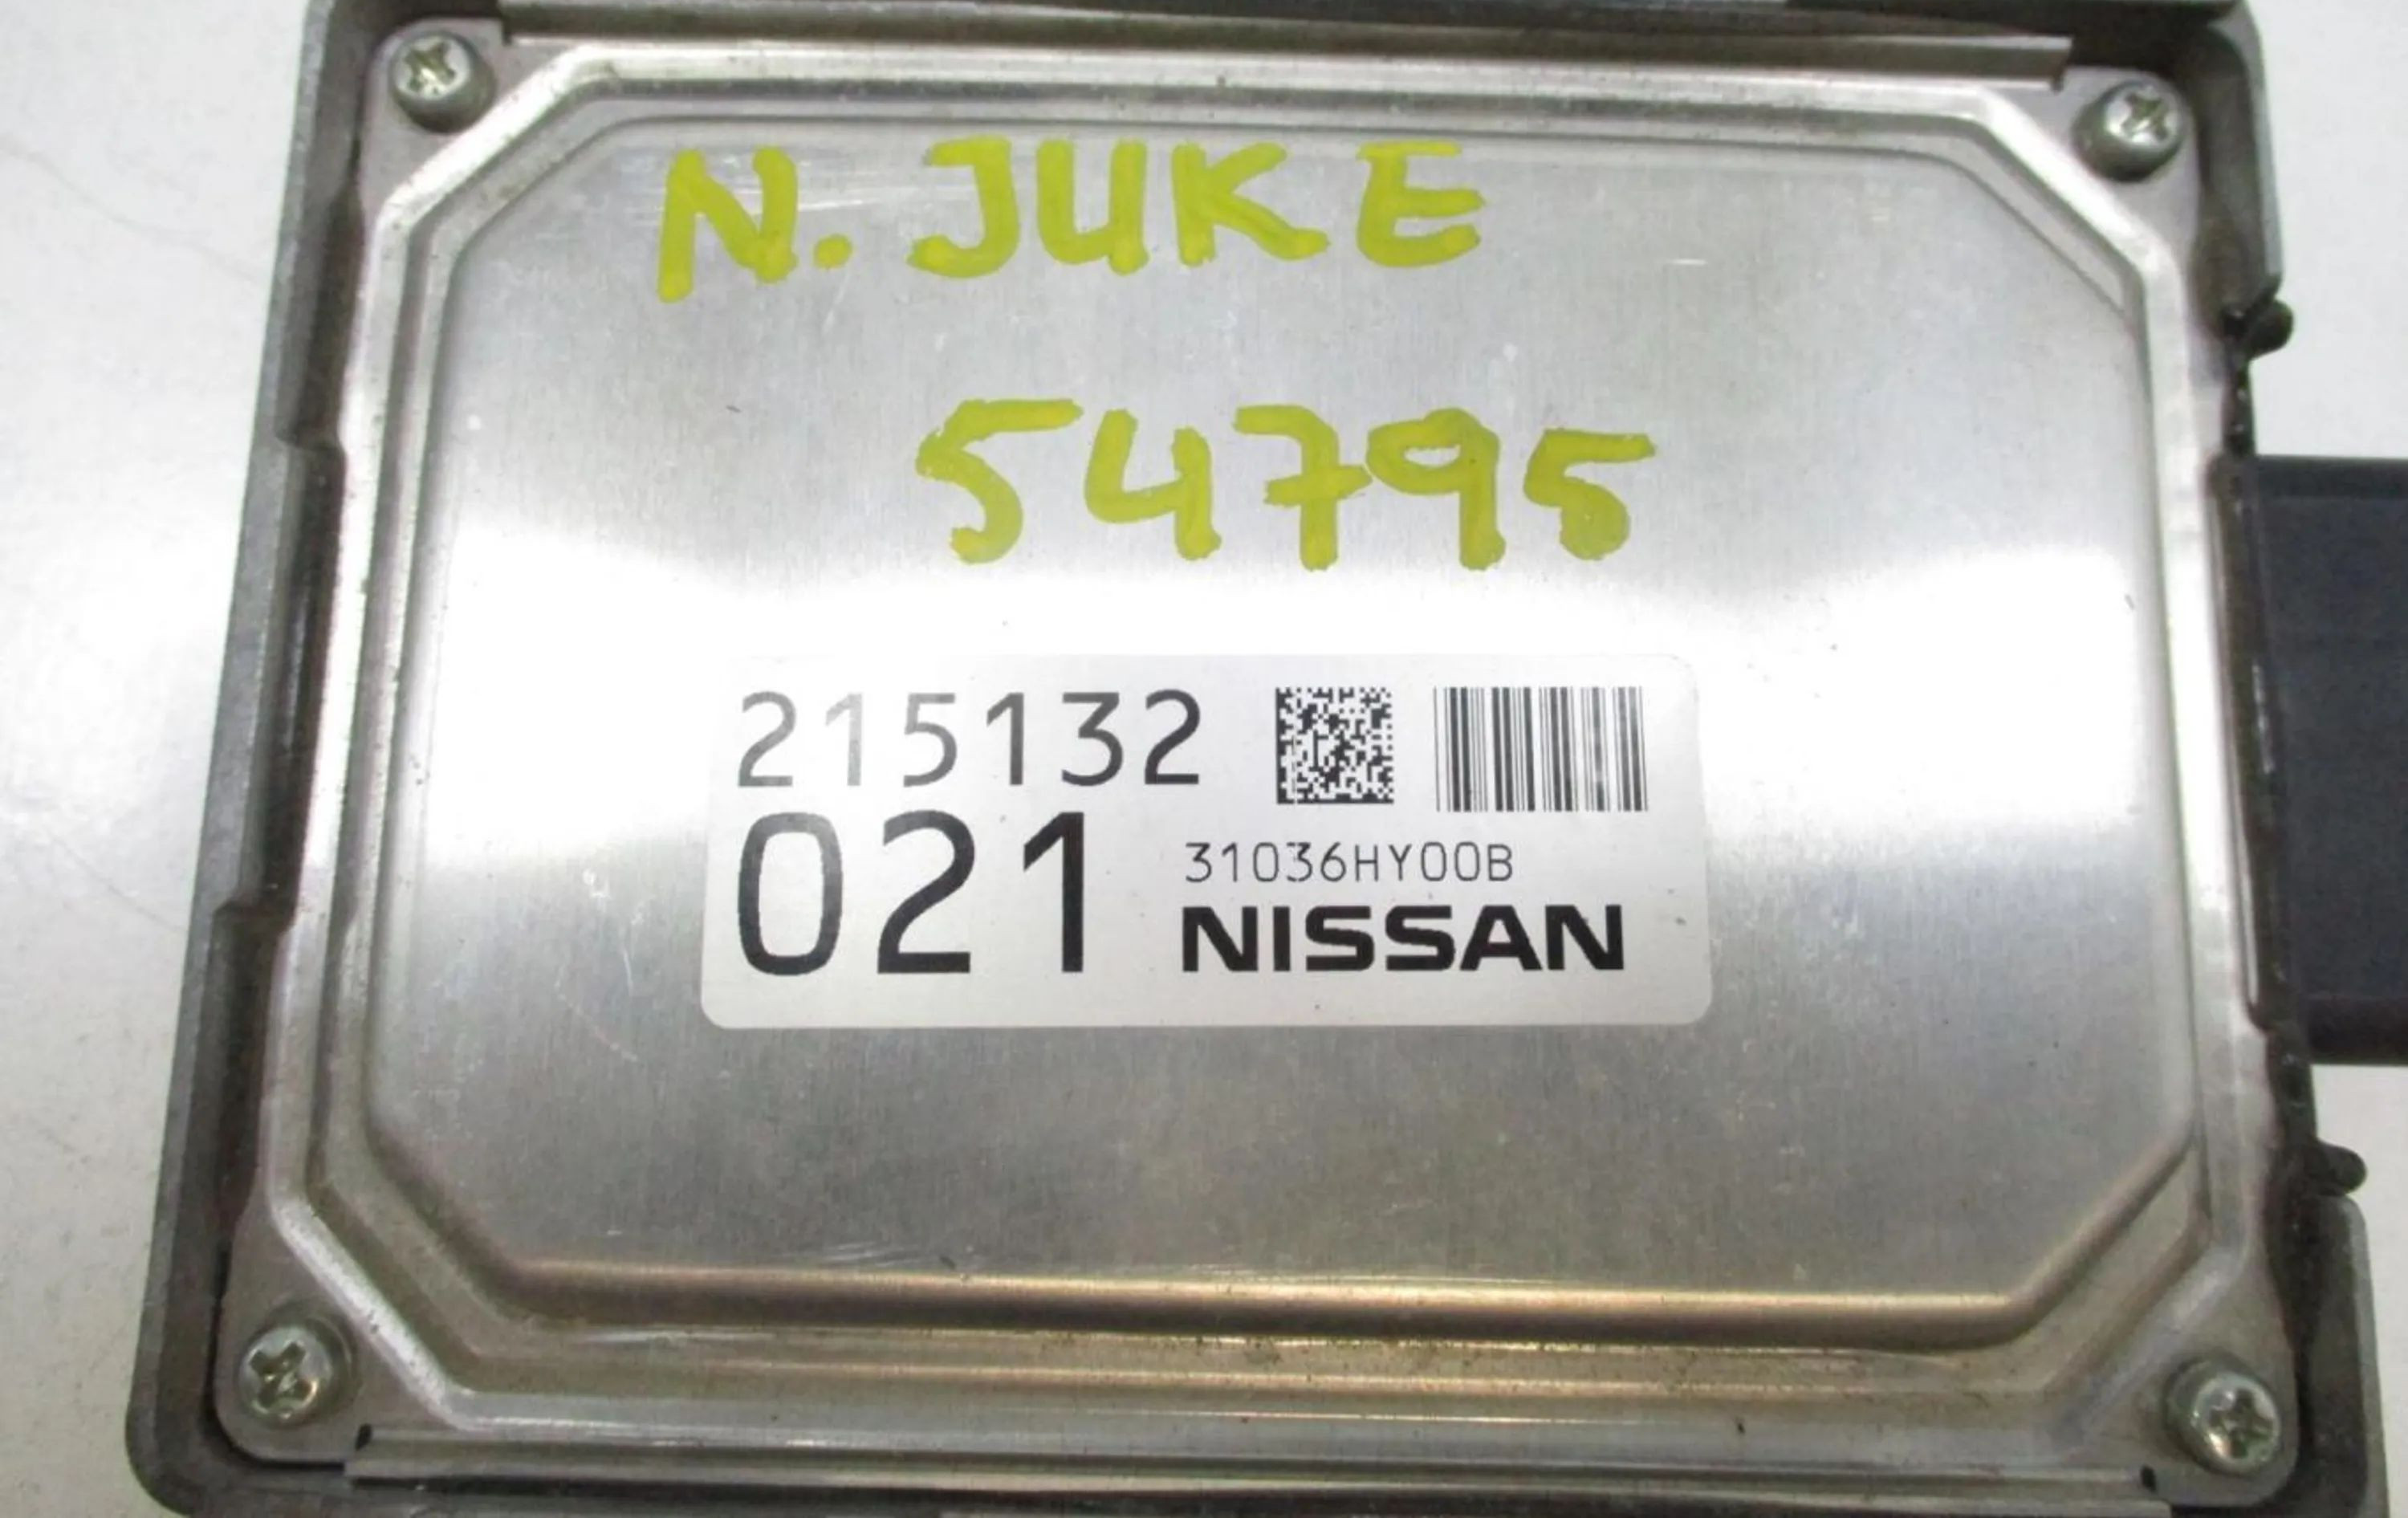 N. JUKE
54795
215132
021
31036HY00B
NISSAN